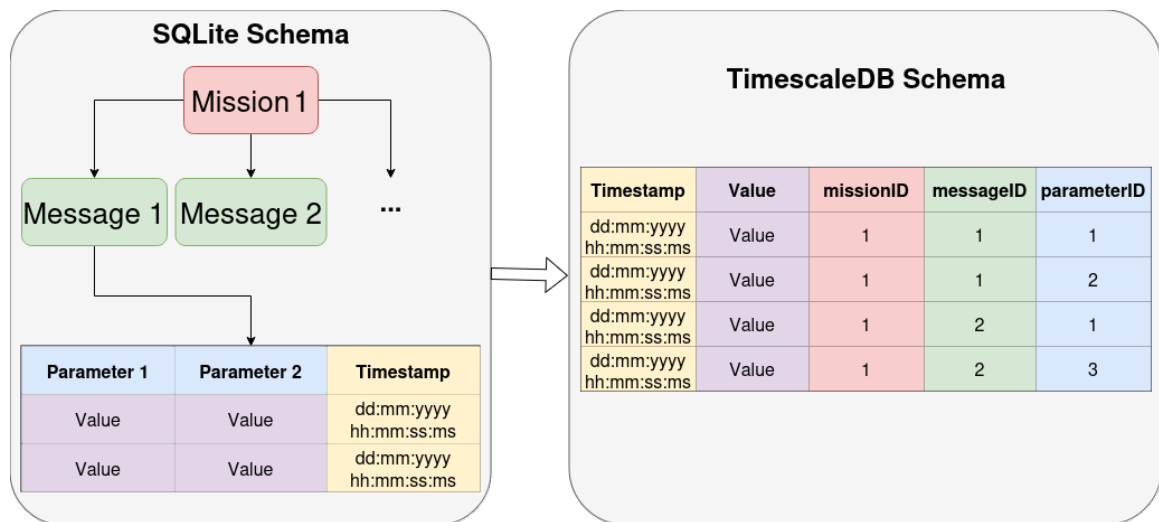 SQLite Schema
Mission 1
Message 1
Message 2
...
Parameter 1 Parameter 2 Timestamp
Value Value dd:mm:yyyy
hh:mm:ss:ms
Value Value dd:mm:yyyy
hh:mm:ss:ms
TimescaleDB Schema
Timestamp Value missionID messageID parameterID
dd:mm:yyyy
hh:mm:ss:ms Value 1 1 1
dd:mm:yyyy
hh:mm:ss:ms Value 1 1 2
dd:mm:yyyy
hh:mm:ss:ms Value 1 2 1
dd:mm:yyyy
hh:mm:ss:ms Value 1 2 3